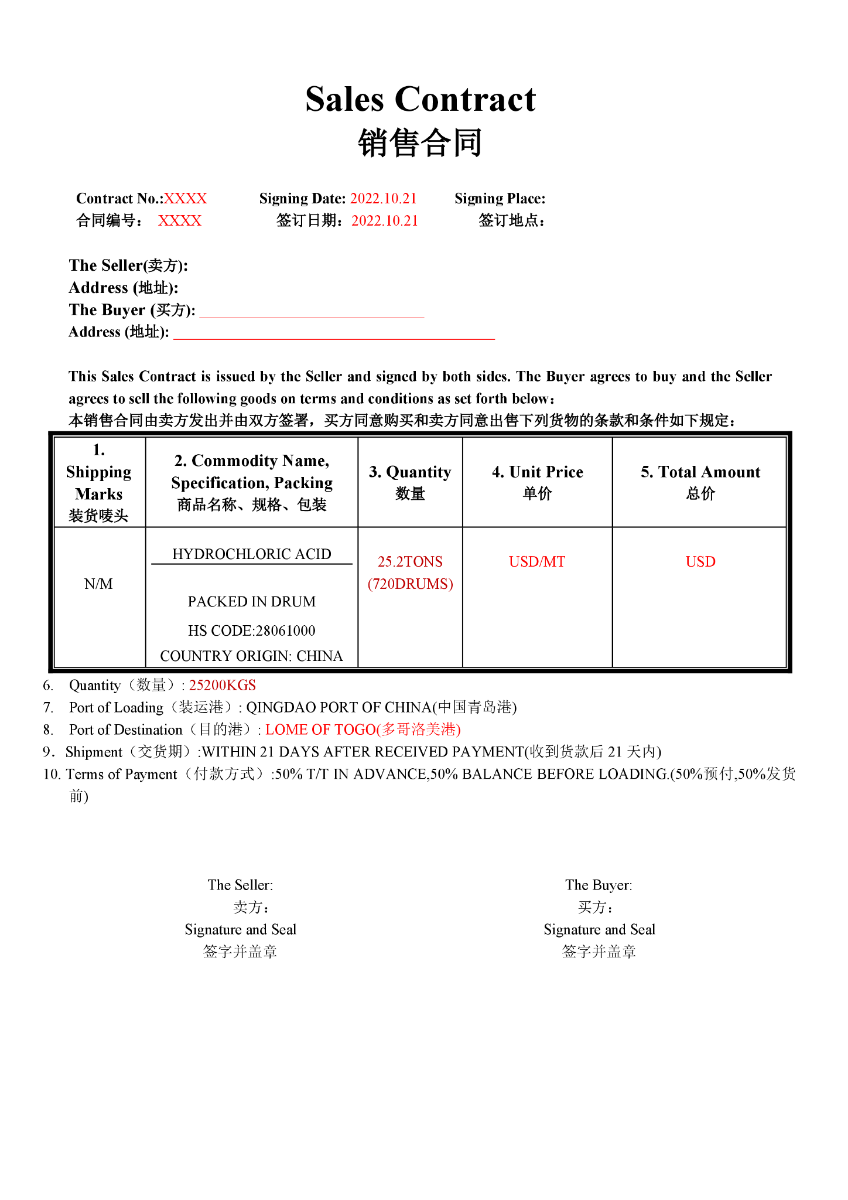 Sales Contract
销售合同
Contract No.:XXXX Signing Date: 2022.10.21 Signing Place:
合同编号： XXXX 签订日期：2022.10.21 签订地点：
The Seller(卖方):
Address (地址):
The Buyer (买方): ____________________________
Address (地址): ________________________________________
This Sales Contract is issued by the Seller and signed by both sides. The Buyer agrees to buy and the Seller
agrees to sell the following goods on terms and conditions as set forth below：
本销售合同由卖方发出并由双方签署，买方同意购买和卖方同意出售下列货物的条款和条件如下规定：
1.
Shipping
Marks
装货唛头
2. Commodity Name,
Specification, Packing
商品名称、规格、包装
3. Quantity
数量
4. Unit Price
单价
5. Total Amount
总价
N/M
HYDROCHLORIC ACID
PACKED IN DRUM
HS CODE:28061000
COUNTRY ORIGIN: CHINA
25.2TONS
(720DRUMS)
USD/MT
USD
6. Quantity（数量）: 25200KGS
7. Port of Loading（装运港）: QINGDAO PORT OF CHINA(中国青岛港)
8. Port of Destination（目的港）: LOME OF TOGO(多哥洛美港)
9．Shipment（交货期）:WITHIN 21 DAYS AFTER RECEIVED PAYMENT(收到货款后 21 天内)
10. Terms of Payment（付款方式）:50% T/T IN ADVANCE,50% BALANCE BEFORE LOADING.(50%预付,50%发货
前)
The Seller:
卖方：
Signature and Seal
签字并盖章
The Buyer:
买方：
Signature and Seal
签字并盖章